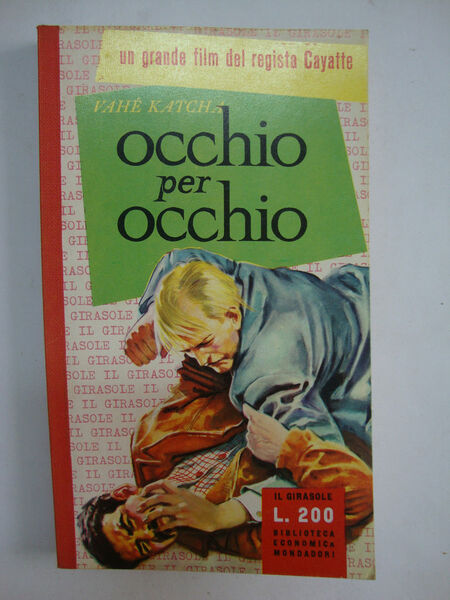 un grande film del regista Cayatte
VAHÉ KATCHA
occhio
per
occhio
IL GIRASOLE
L. 200
BIBLIOTECA
ECONOMICA
MONDADORI